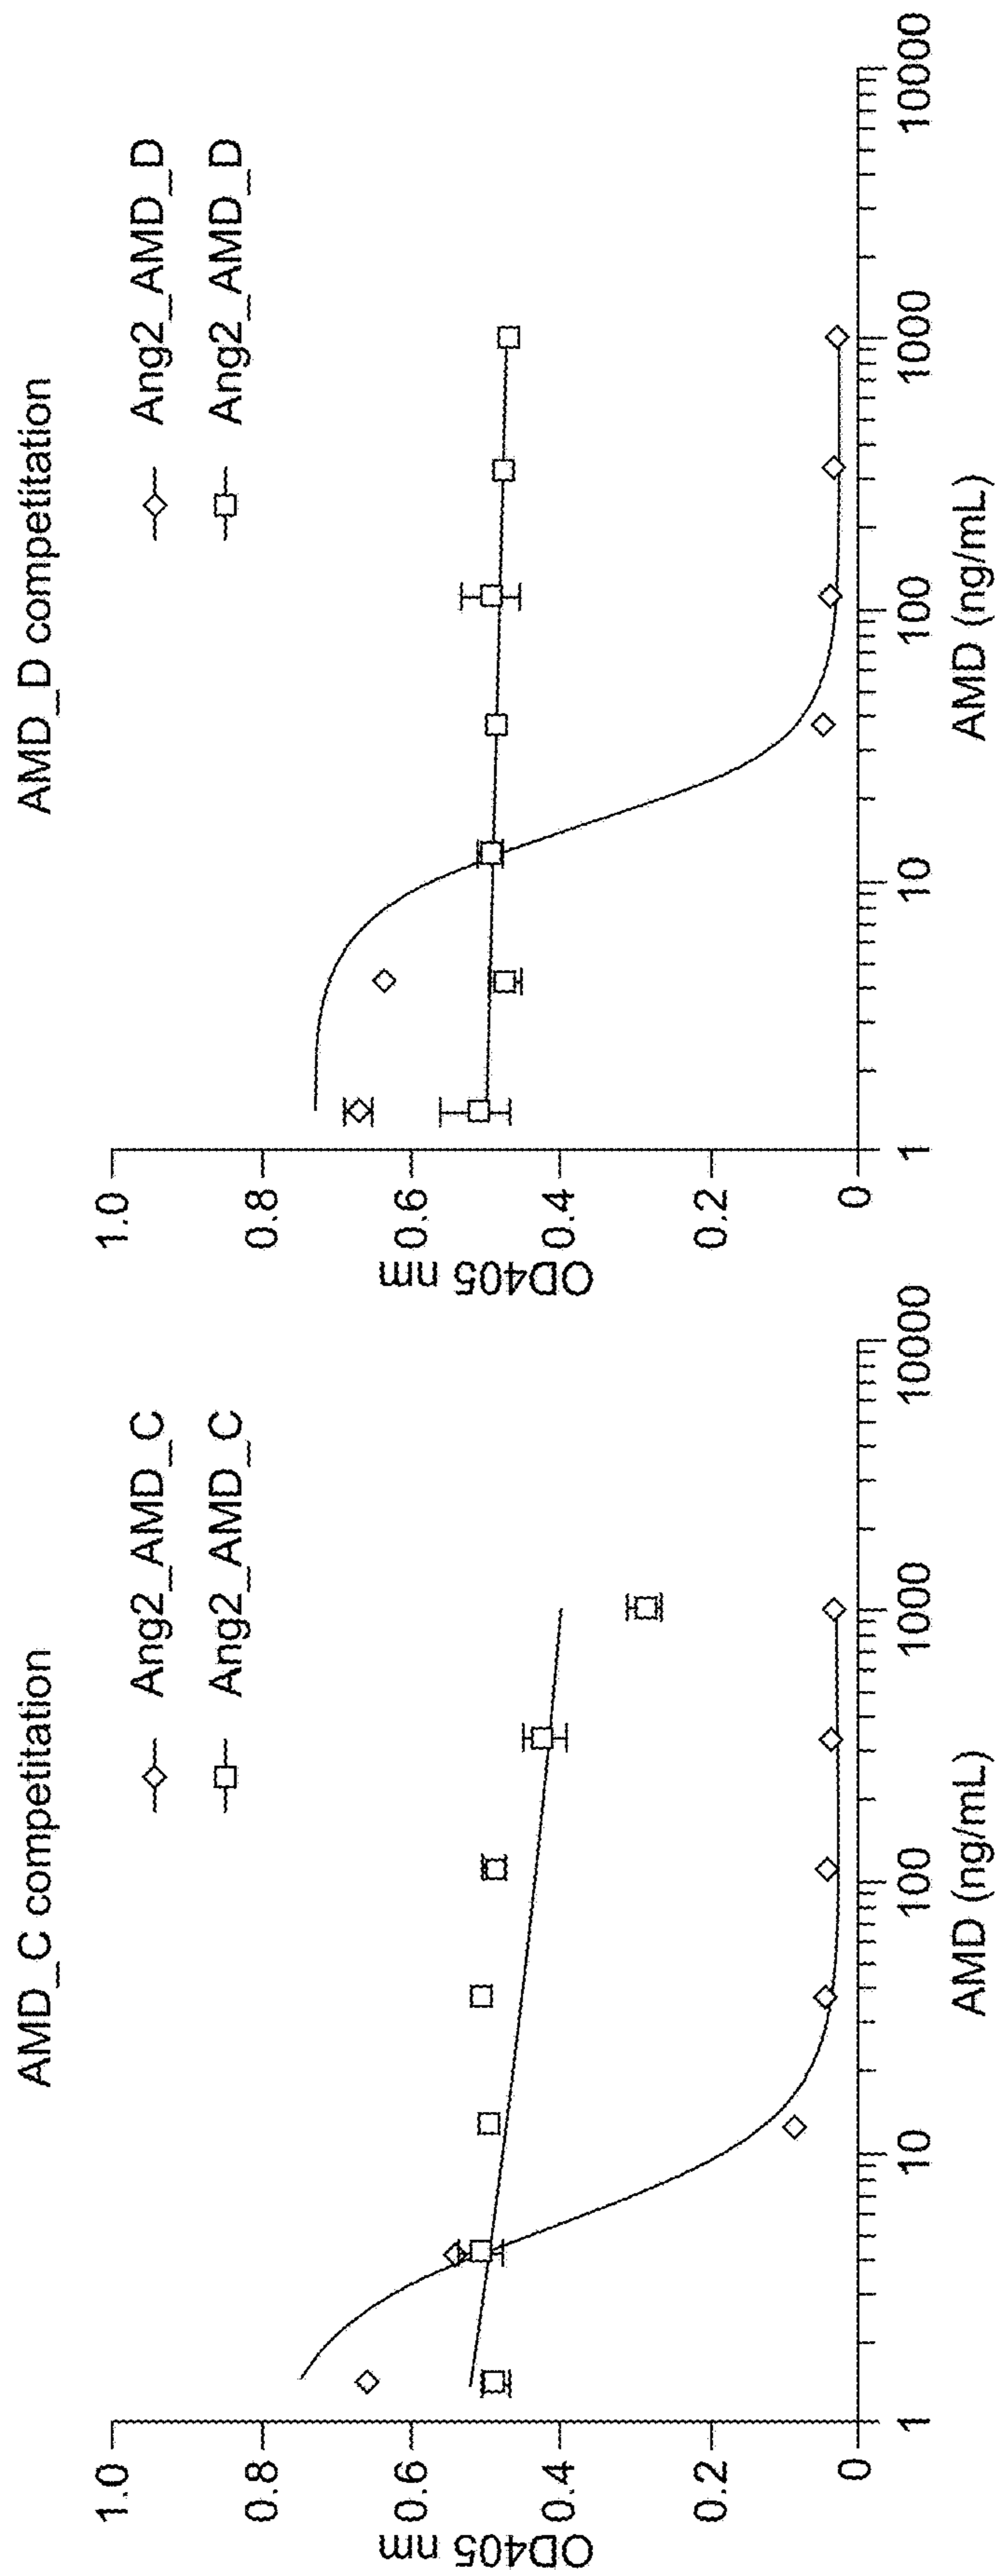 AMD_C competitation
Ang2_AMD_C
Ang2_AMD_C
OD405 nm
1.0
0.8
0.6
0.4
0.2
0
1
10
100
1000
10000
AMD (ng/mL)
AMD_D competitation
Ang2_AMD_D
Ang2_AMD_D
OD405 nm
1.0
0.8
0.6
0.4
0.2
0
1
10
100
1000
10000
AMD (ng/mL)